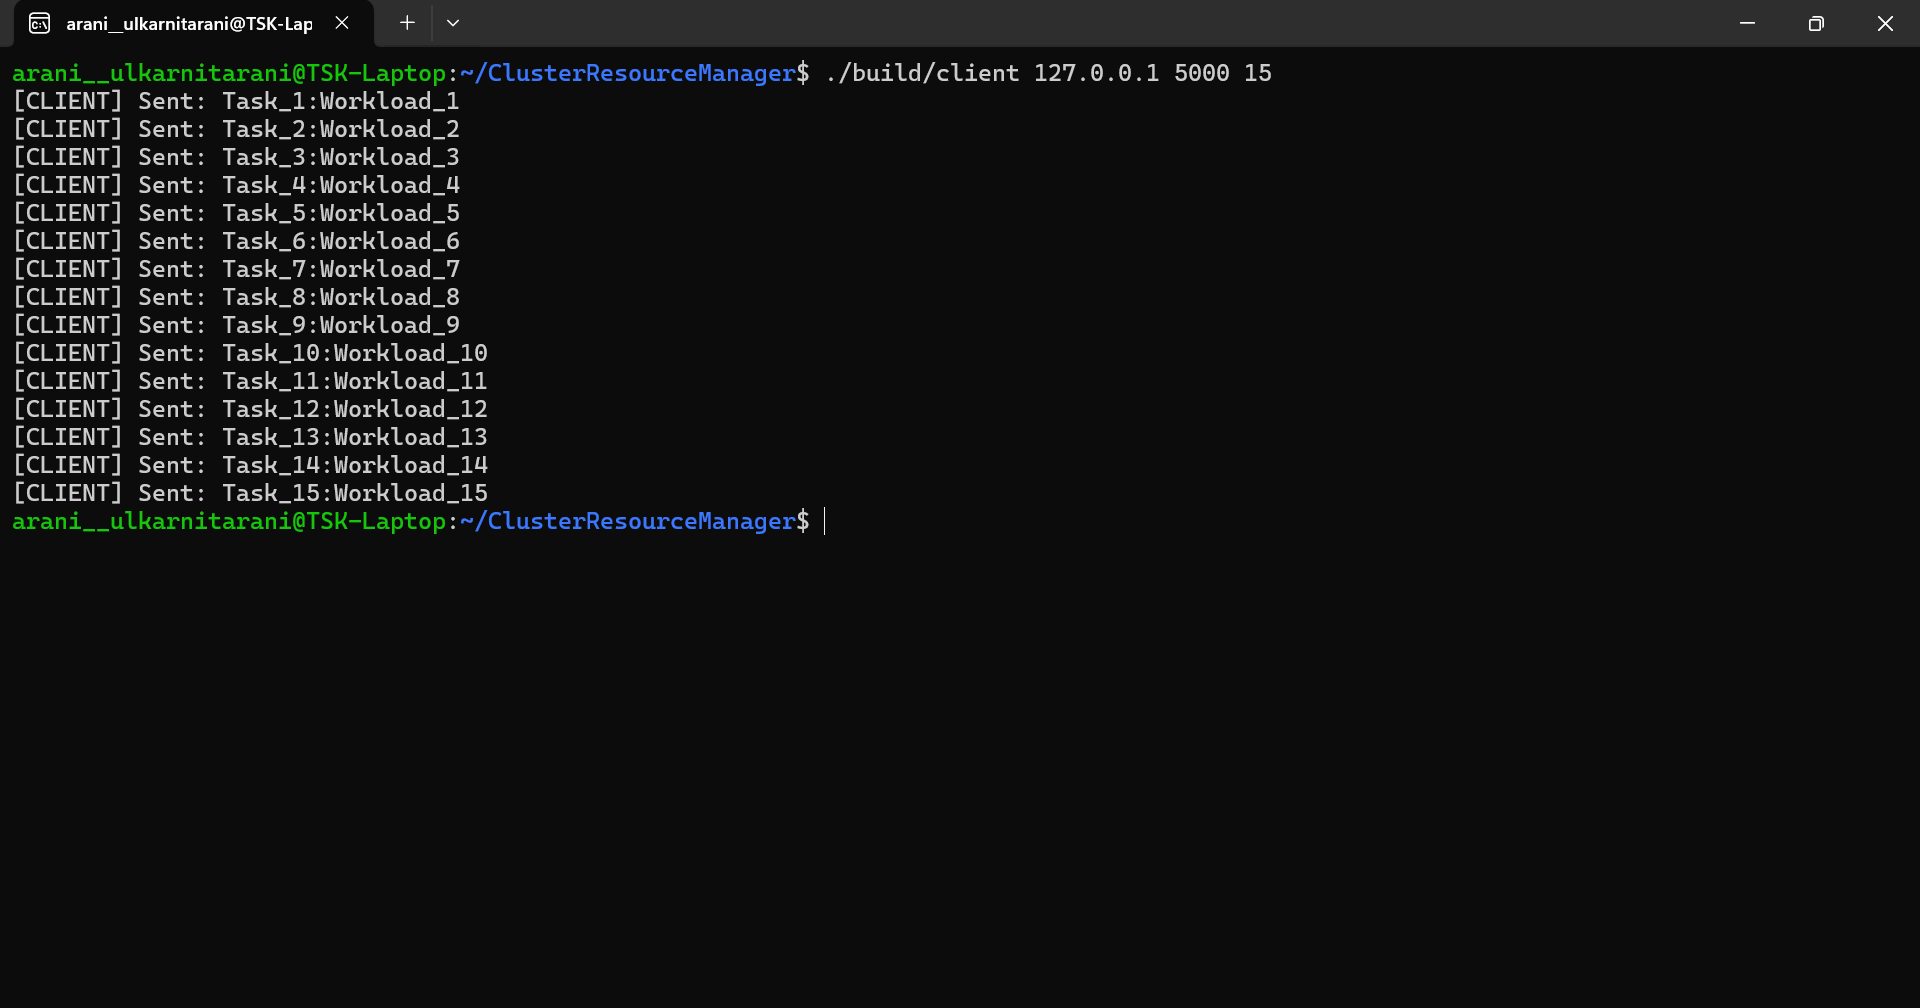 arani__ulkarnitarani@TSK-Lap
arani__ulkarnitarani@TSK-Laptop:~/ClusterResourceManager$ ./build/client 127.0.0.1 5000 15
[CLIENT] Sent: Task_1:Workload_1
[CLIENT] Sent: Task_2:Workload_2
[CLIENT] Sent: Task_3:Workload_3
[CLIENT] Sent: Task_4:Workload_4
[CLIENT] Sent: Task_5:Workload_5
[CLIENT] Sent: Task_6:Workload_6
[CLIENT] Sent: Task_7:Workload_7
[CLIENT] Sent: Task_8:Workload_8
[CLIENT] Sent: Task_9:Workload_9
[CLIENT] Sent: Task_10:Workload_10
[CLIENT] Sent: Task_11:Workload_11
[CLIENT] Sent: Task_12:Workload_12
[CLIENT] Sent: Task_13:Workload_13
[CLIENT] Sent: Task_14:Workload_14
[CLIENT] Sent: Task_15:Workload_15
arani__ulkarnitarani@TSK-Laptop:~/ClusterResourceManager$